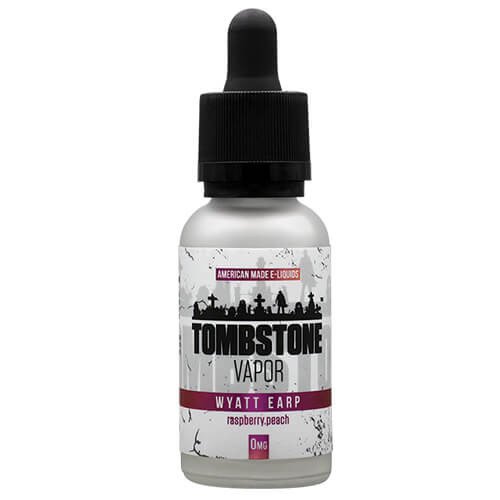 AMERICAN MADE E-LIQUIDS
TOMBSTONE
VAPOR
WYATT EARP
raspberry.peach
0MG